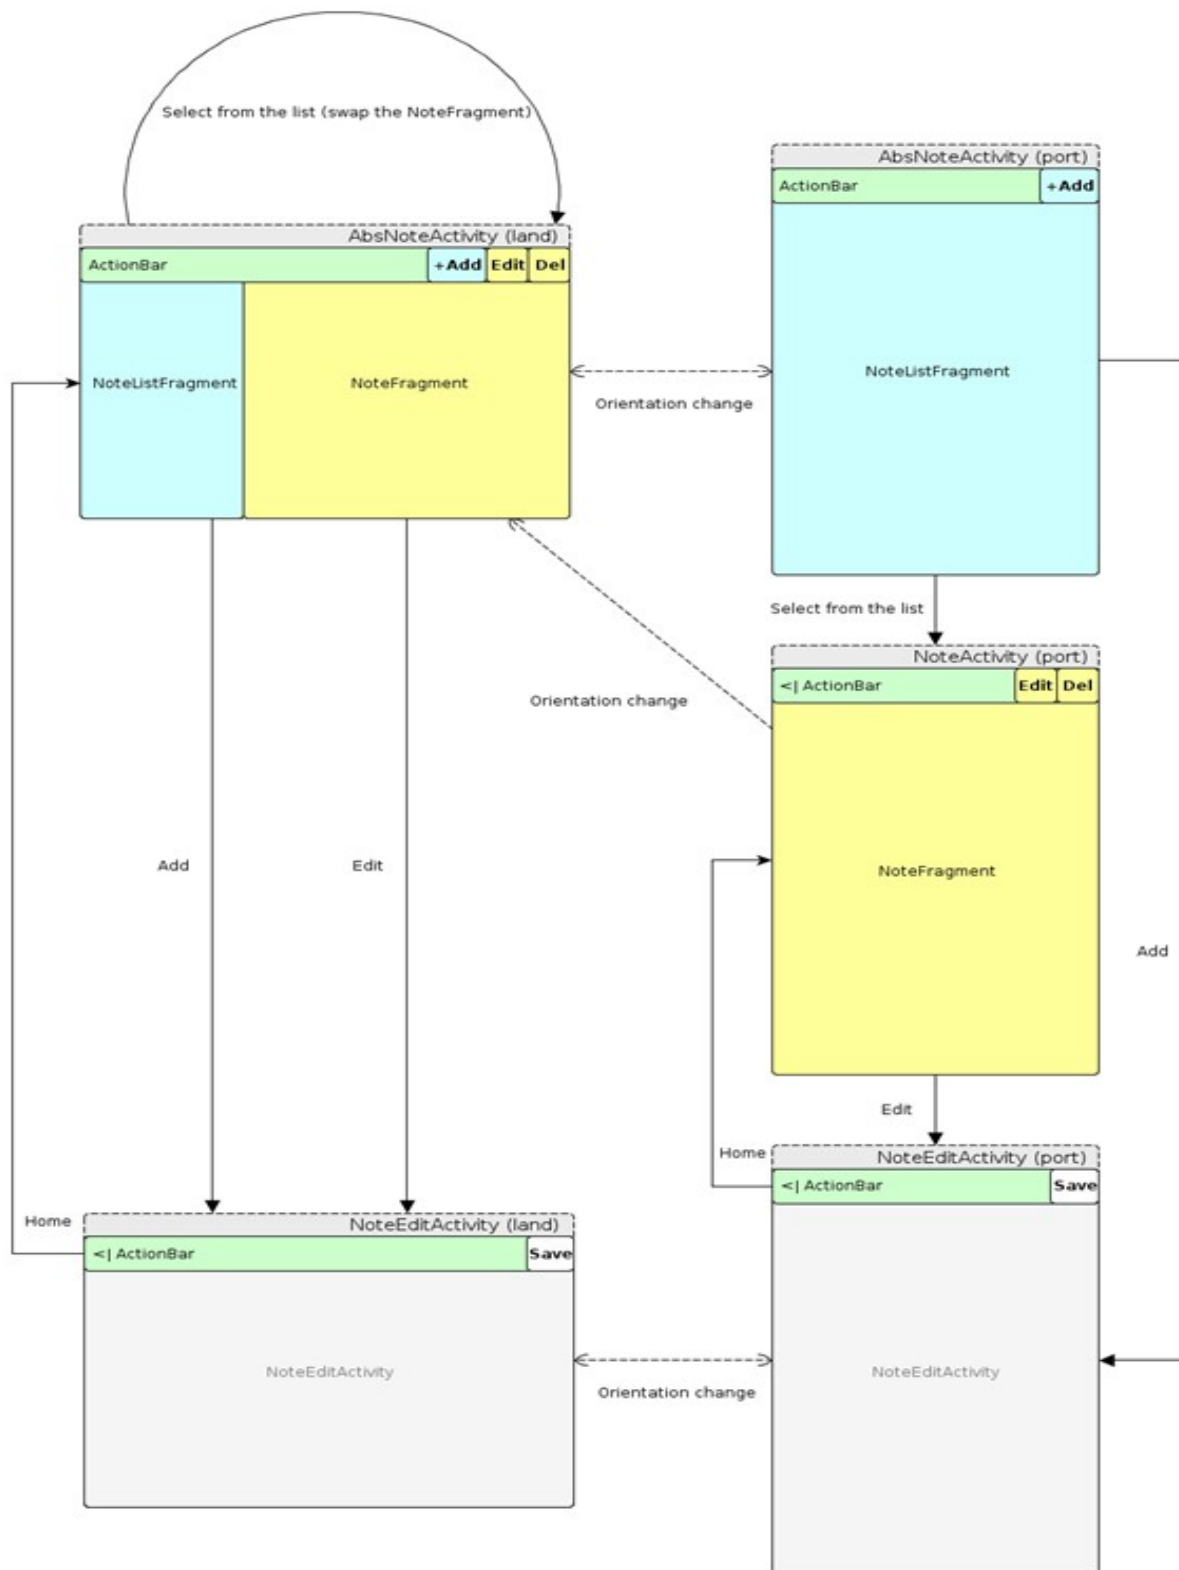 Select from the list (swap the NoteFragment)
AbsNoteActivity (port)
ActionBar
+Add
NoteListFragment
AbsNoteActivity (land)
ActionBar
+Add
Edit
Del
NoteListFragment
NoteFragment
Orientation change
Select from the list
NoteActivity (port)
<| ActionBar
Edit
Del
NoteFragment
Orientation change
Add
Edit
Add
Edit
Home
NoteEditActivity (port)
<| ActionBar
Save
NoteEditActivity
Home
NoteEditActivity (land)
<| ActionBar
Save
NoteEditActivity
Orientation change